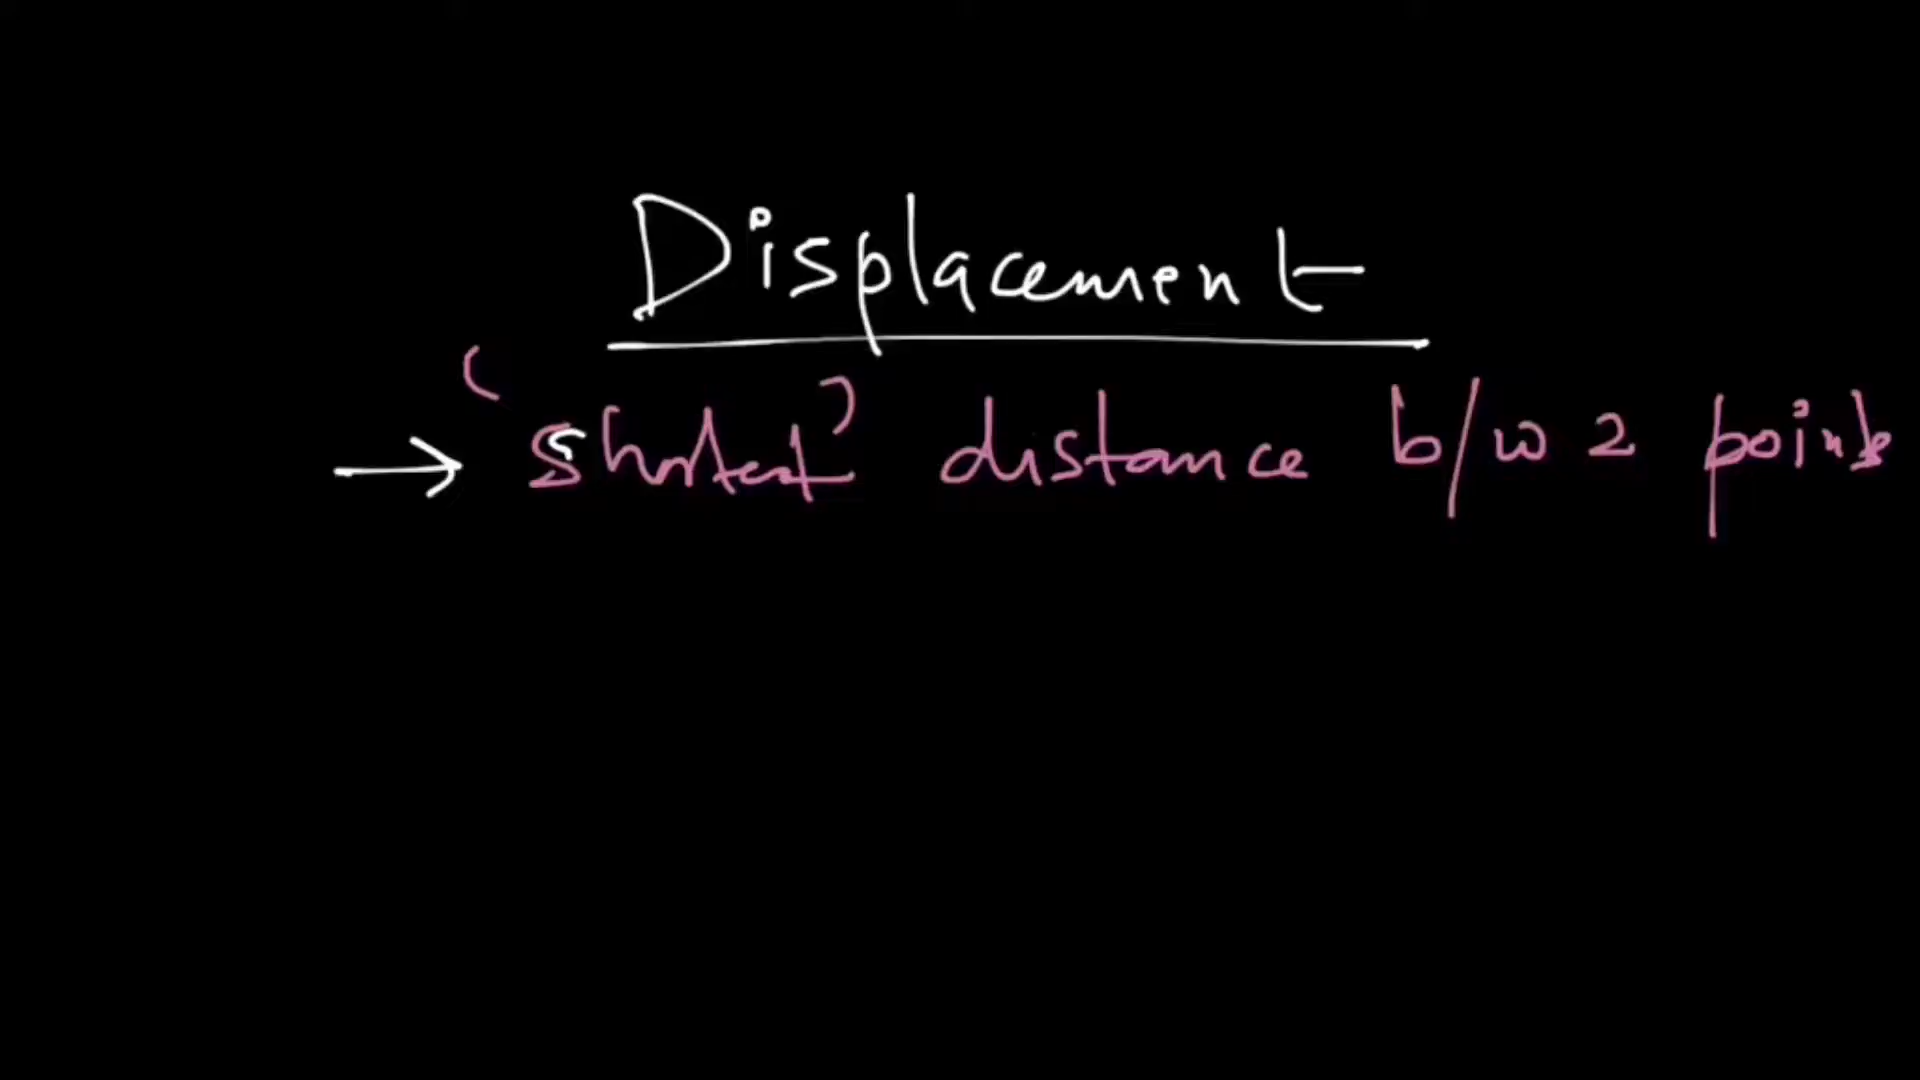 Displacement
→ 'shortest' distance b/w 2 points